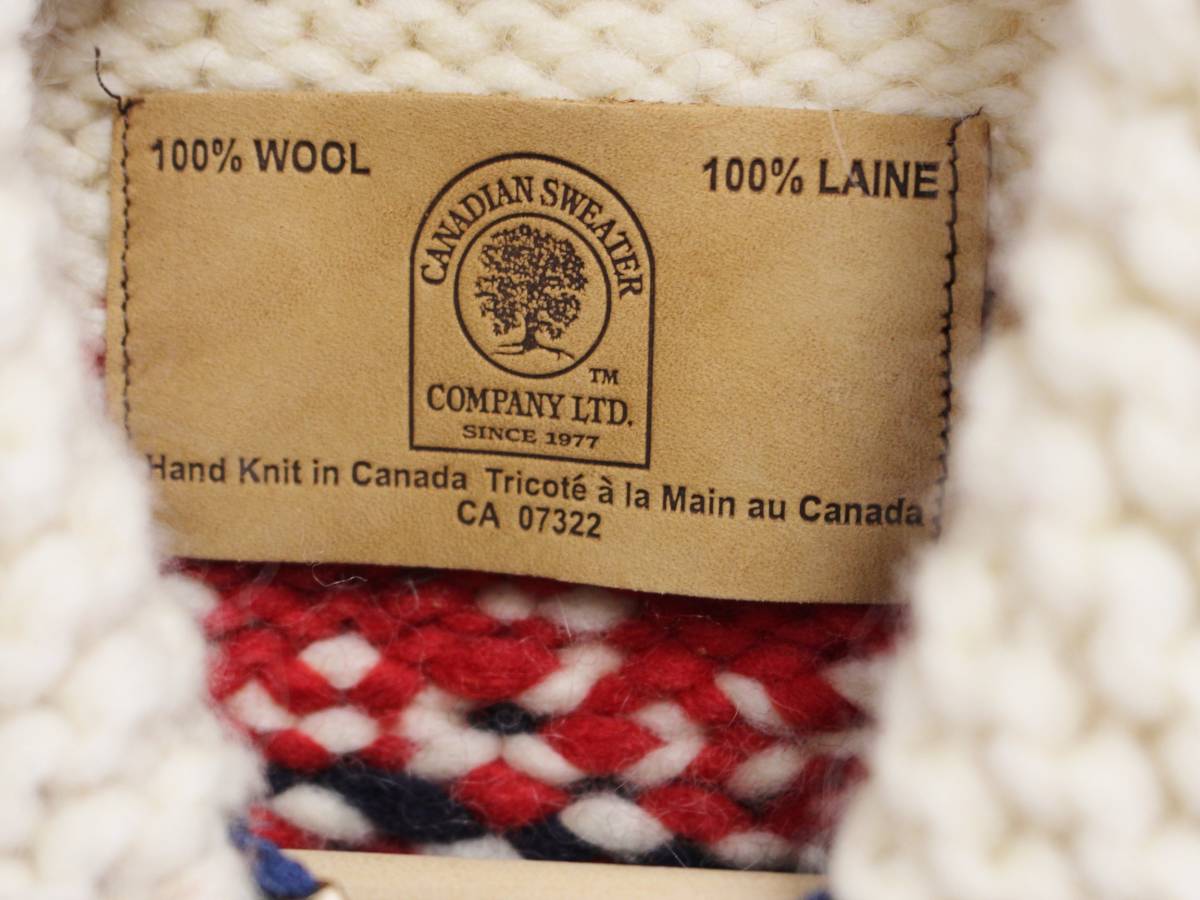 100% WOOL
100% LAINE
CANADIAN SWEATER
TM
COMPANY LTD.
SINCE 1977
Hand Knit in Canada Tricoté à la Main au Canada
CA 07322